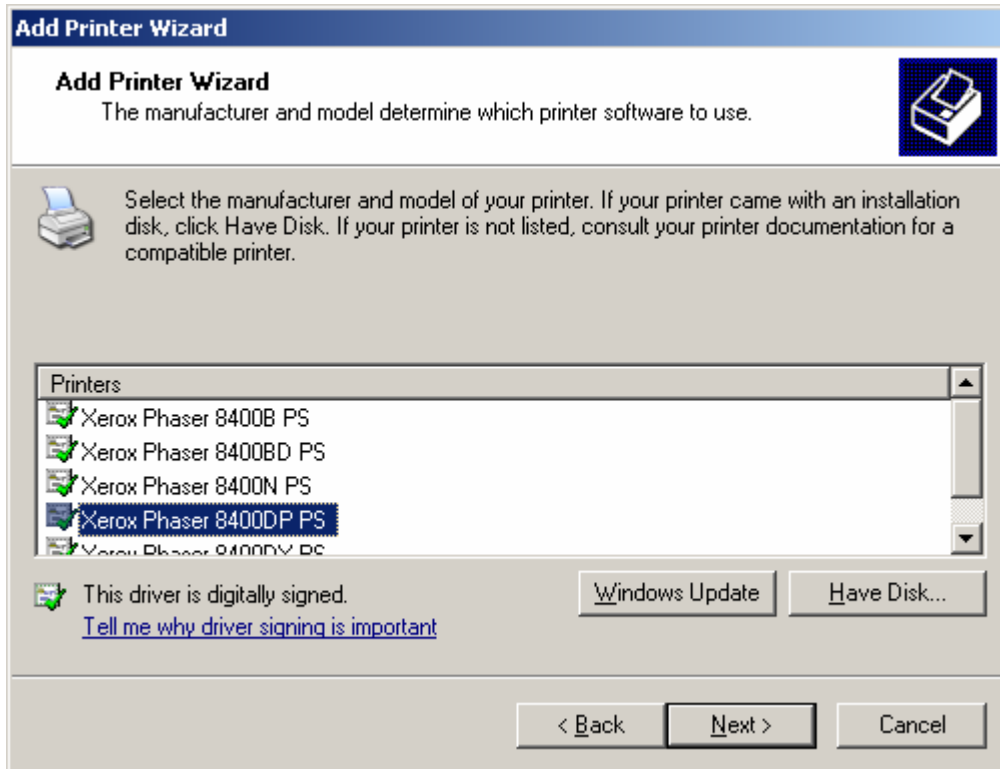 Add Printer Wizard
Add Printer Wizard
The manufacturer and model determine which printer software to use.
Select the manufacturer and model of your printer. If your printer came with an installation
disk, click Have Disk. If your printer is not listed, consult your printer documentation for a
compatible printer.
Printers
Xerox Phaser 8400B PS
Xerox Phaser 8400BD PS
Xerox Phaser 8400N PS
Xerox Phaser 8400DP PS
Xerox Phaser 8400DX PS
This driver is digitally signed.
Windows Update
Have Disk...
Tell me why driver signing is important
< Back
Next >
Cancel